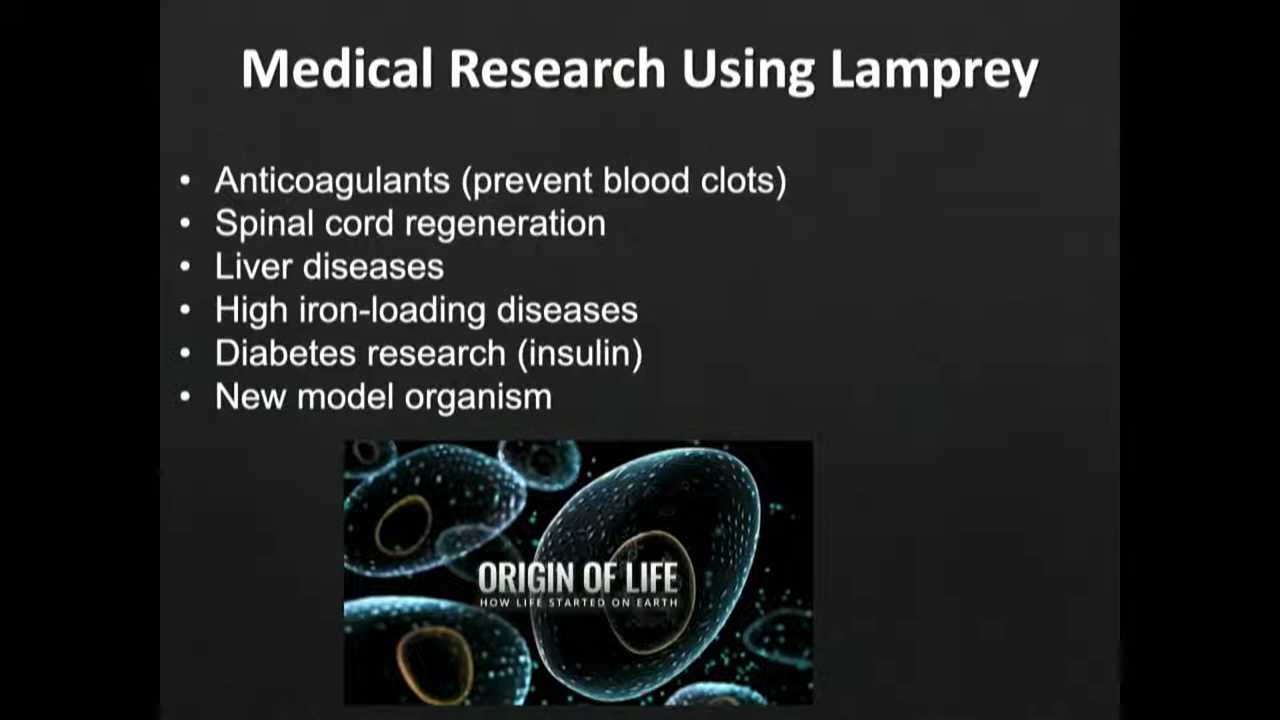 Medical Research Using Lamprey
• Anticoagulants (prevent blood clots)
• Spinal cord regeneration
• Liver diseases
• High iron-loading diseases
• Diabetes research (insulin)
• New model organism
ORIGIN OF LIFE
HOW LIFE STARTED ON EARTH